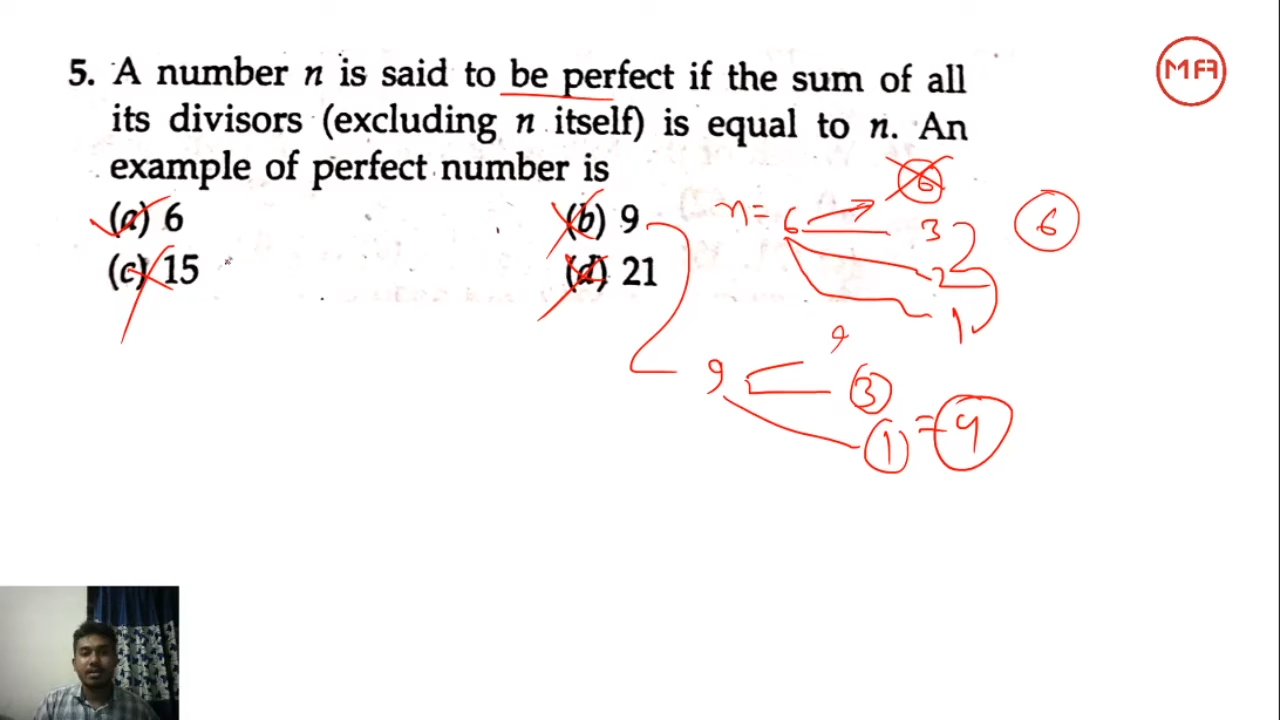 5. A number n is said to be perfect if the sum of all
its divisors (excluding n itself) is equal to n. An
example of perfect number is
(a) 6
(b) 9
(c) 15
(d) 21
MFA
n = 6
6
3
2
1
6
9
9
3
1 = 4